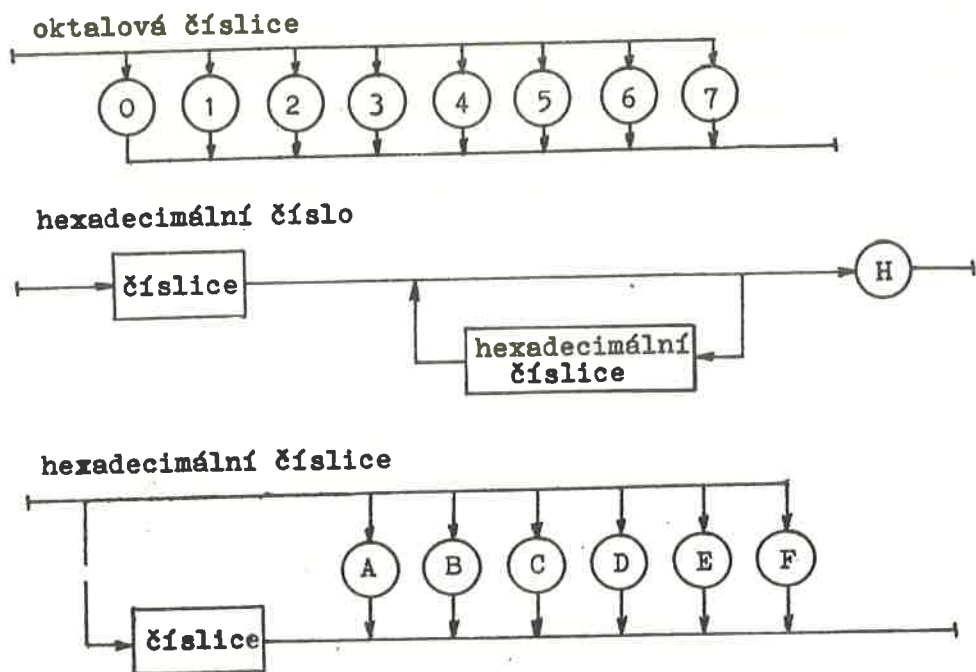 oktalová číslice
0 1 2 3 4 5 6 7
hexadecimální číslo
číslice
H
hexadecimální
číslice
hexadecimální číslice
A B C D E F
číslice